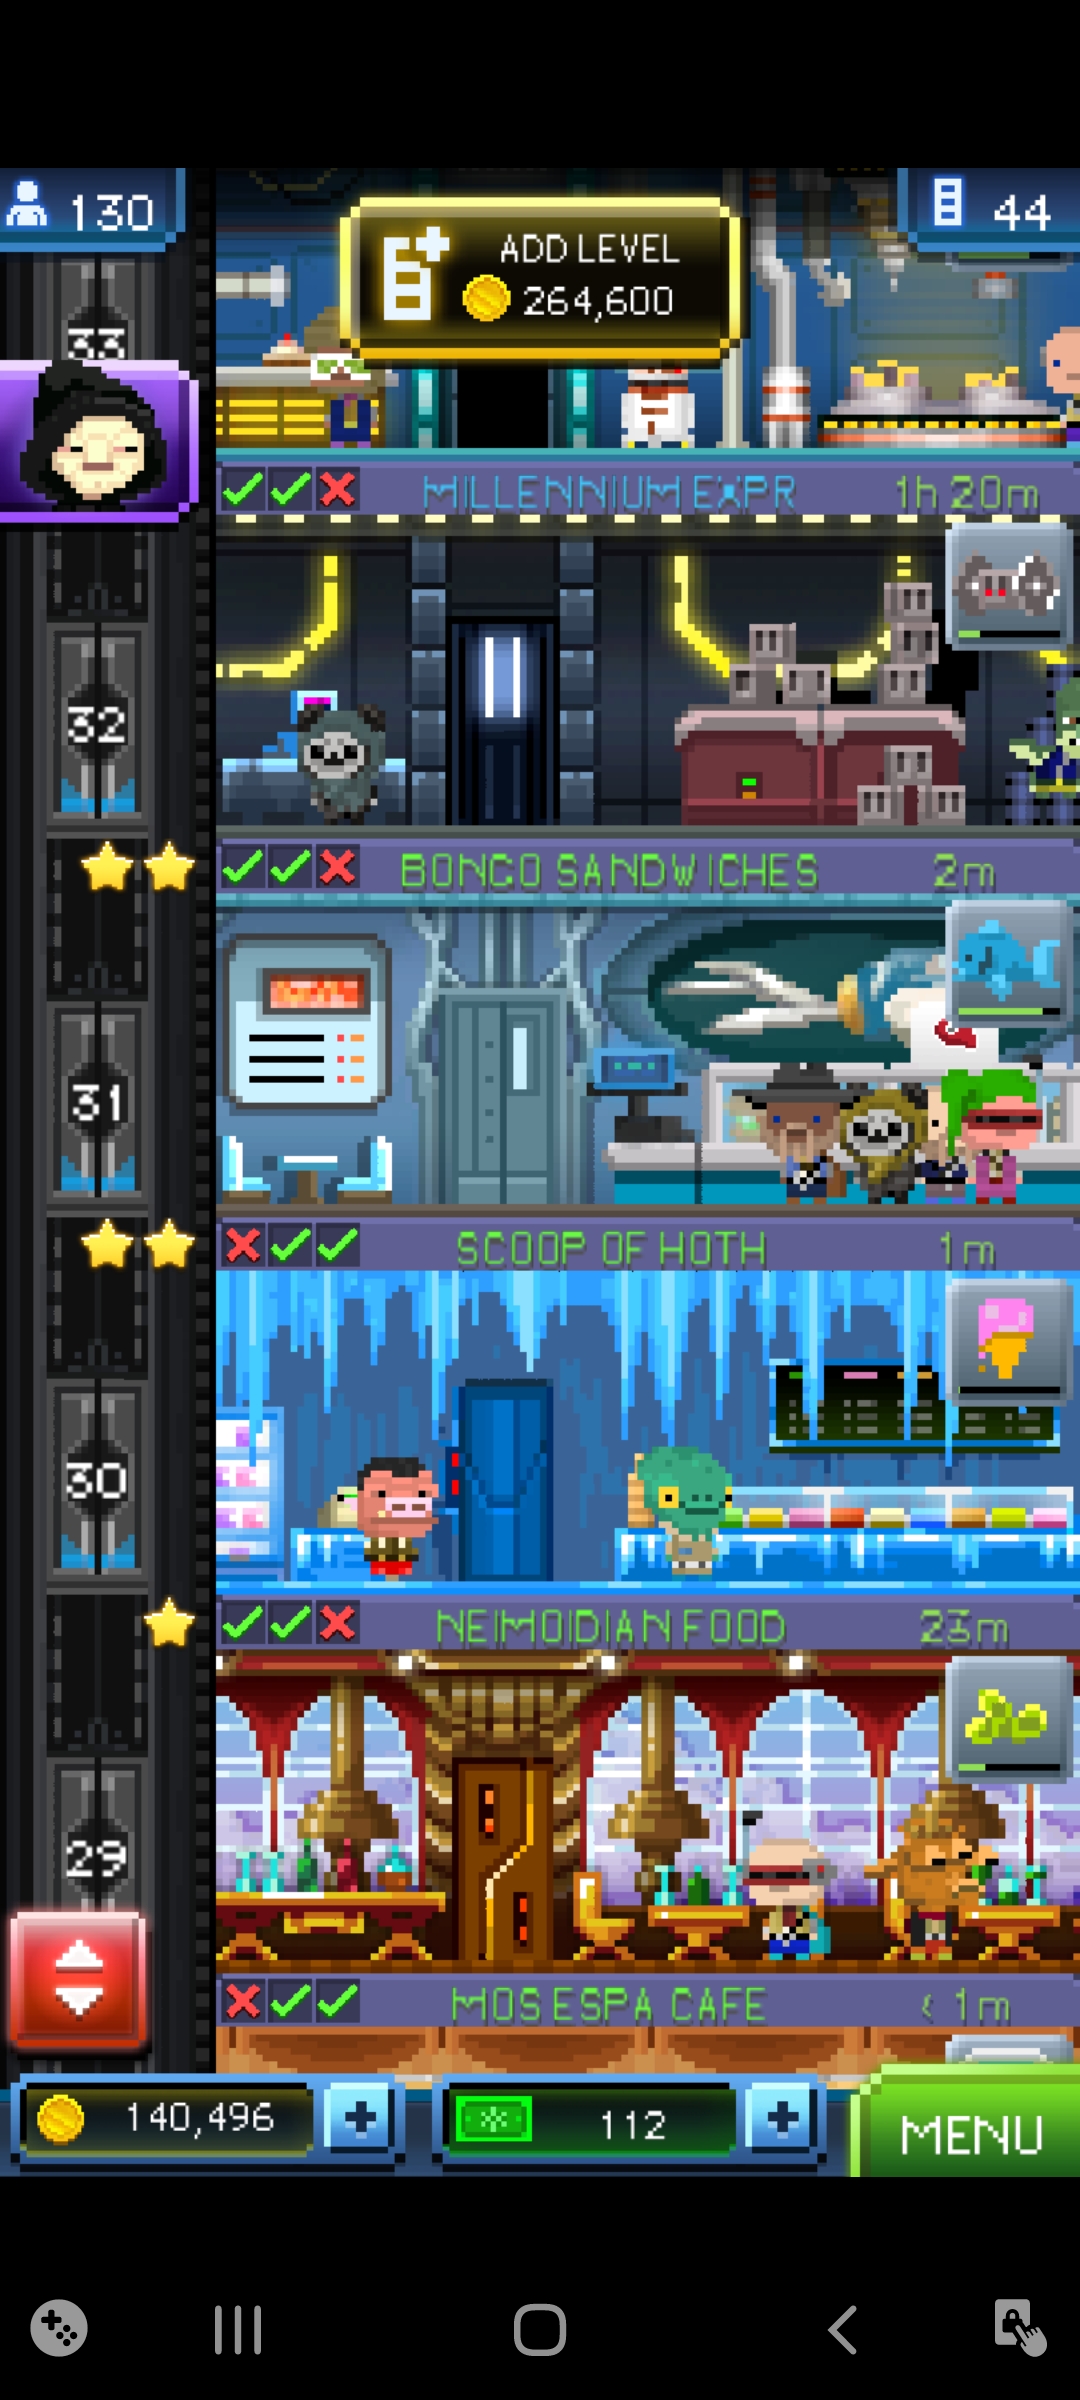 130
ADD LEVEL
264,600
44
33
MILLENNIUM EXPR 1h 20m
32
BONGO SANDWICHES 2m
31
SCOOP OF HOTH 1m
30
NEIMOIDIAN FOOD 23m
29
MOS ESPA CAFE < 1m
140,496
112
MENU